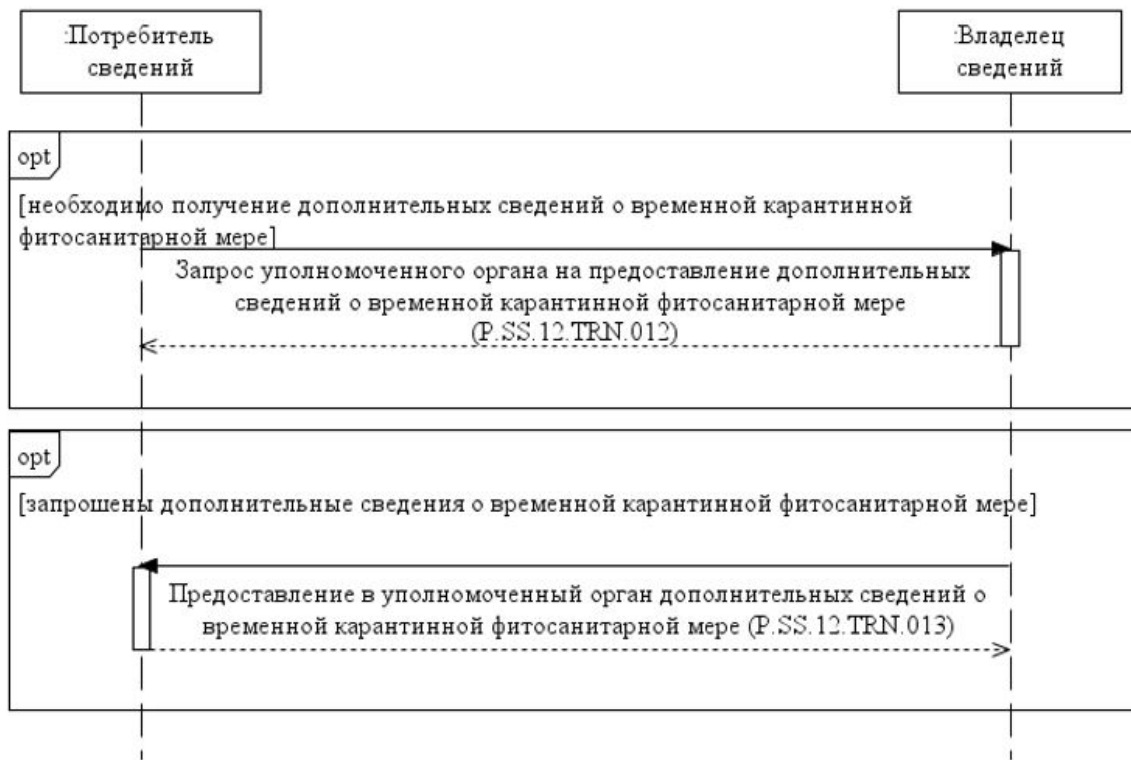 :Потребитель
сведений
:Владелец
сведений
opt
[необходимо получение дополнительных сведений о временной карантинной
фитосанитарной мере]
Запрос уполномоченного органа на предоставление дополнительных
сведений о временной карантинной фитосанитарной мере
(P.SS.12.TRN.012)
opt
[запрошены дополнительные сведения о временной карантинной фитосанитарной мере]
Предоставление в уполномоченный орган дополнительных сведений о
временной карантинной фитосанитарной мере (P.SS.12.TRN.013)